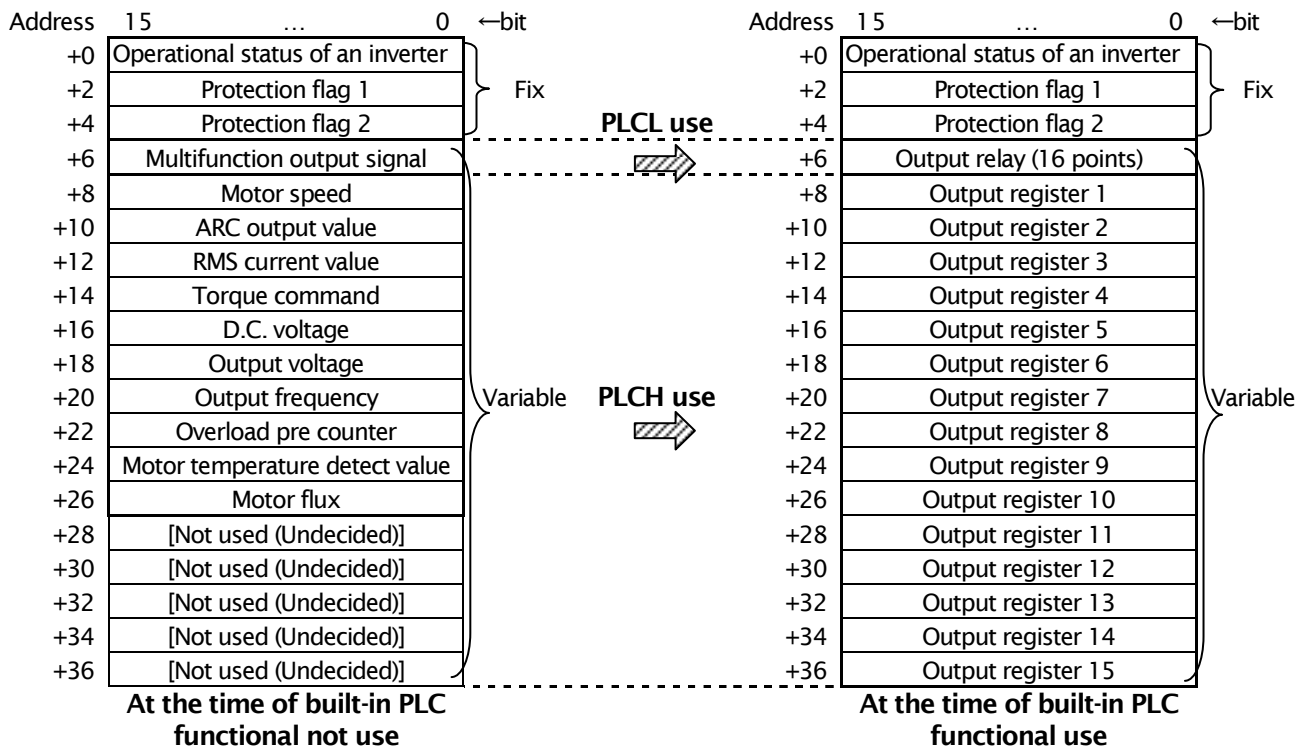 Address 15 … 0 ←bit
+0 Operational status of an inverter
+2 Protection flag 1
+4 Protection flag 2
Fix
+6 Multifunction output signal
+8 Motor speed
+10 ARC output value
+12 RMS current value
+14 Torque command
+16 D.C. voltage
+18 Output voltage
+20 Output frequency
+22 Overload pre counter
+24 Motor temperature detect value
+26 Motor flux
+28 [Not used (Undecided)]
+30 [Not used (Undecided)]
+32 [Not used (Undecided)]
+34 [Not used (Undecided)]
+36 [Not used (Undecided)]
Variable
At the time of built-in PLC
functional not use
PLCL use
PLCH use
Address 15 … 0 ←bit
+0 Operational status of an inverter
+2 Protection flag 1
+4 Protection flag 2
Fix
+6 Output relay (16 points)
+8 Output register 1
+10 Output register 2
+12 Output register 3
+14 Output register 4
+16 Output register 5
+18 Output register 6
+20 Output register 7
+22 Output register 8
+24 Output register 9
+26 Output register 10
+28 Output register 11
+30 Output register 12
+32 Output register 13
+34 Output register 14
+36 Output register 15
Variable
At the time of built-in PLC
functional use